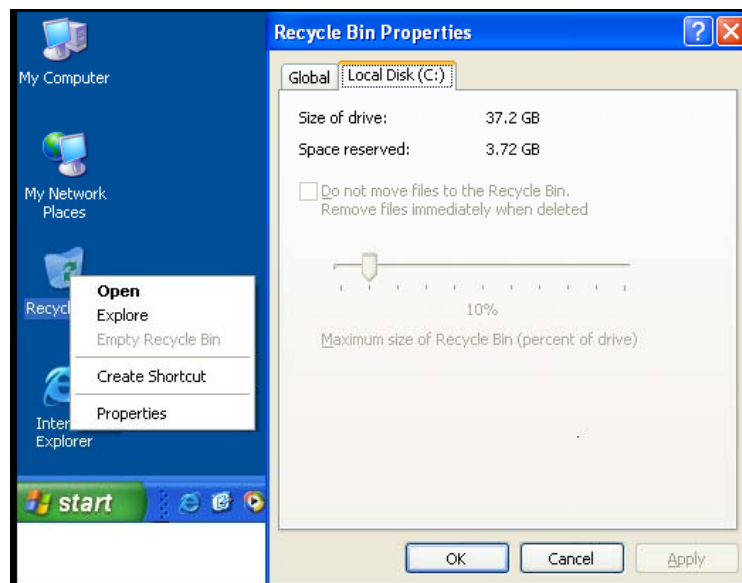 My Computer
My Network
Places
Recycl
Open
Explore
Empty Recycle Bin
Create Shortcut
Properties
Inter
Explorer
start
Recycle Bin Properties
Global
Local Disk (C:)
Size of drive:
37.2 GB
Space reserved:
3.72 GB
Do not move files to the Recycle Bin.
Remove files immediately when deleted
10%
Maximum size of Recycle Bin (percent of drive)
OK
Cancel
Apply